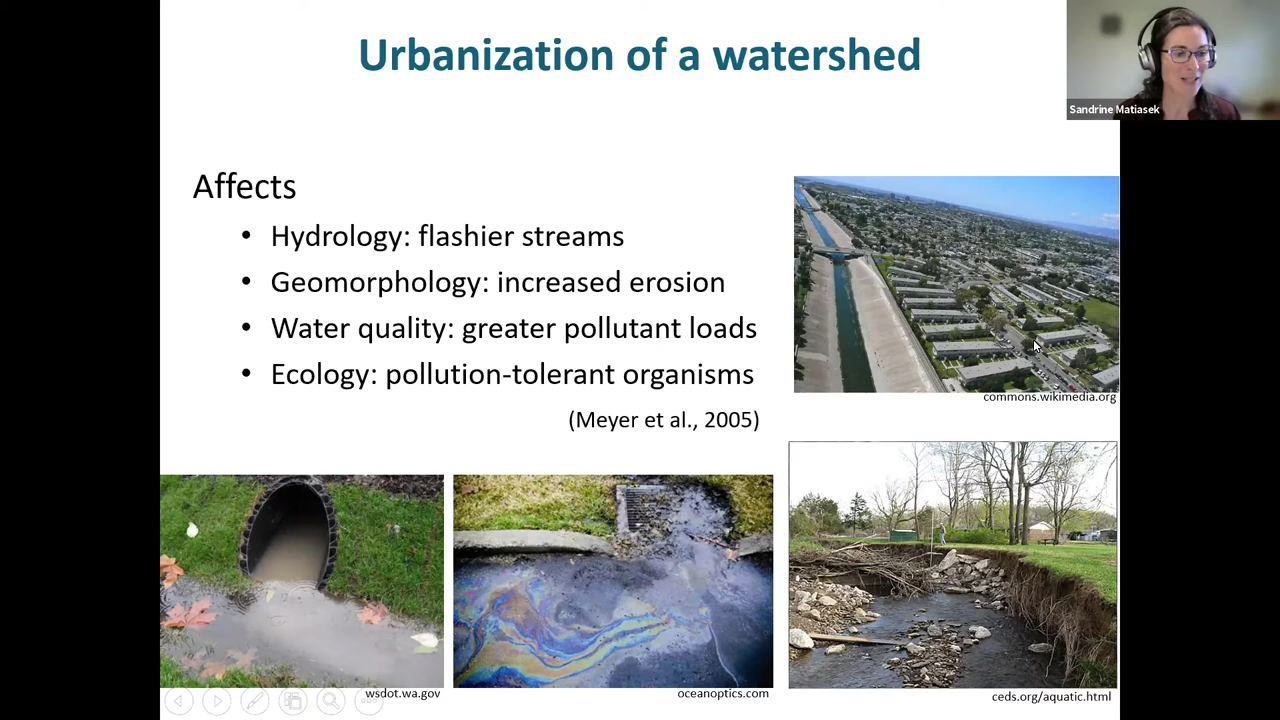 Urbanization of a watershed
Sandrine Matiasek
Affects
• Hydrology: flashier streams
• Geomorphology: increased erosion
• Water quality: greater pollutant loads
• Ecology: pollution-tolerant organisms
(Meyer et al., 2005)
commons.wikimedia.org
wsdot.wa.gov
oceanoptics.com
ceds.org/aquatic.html